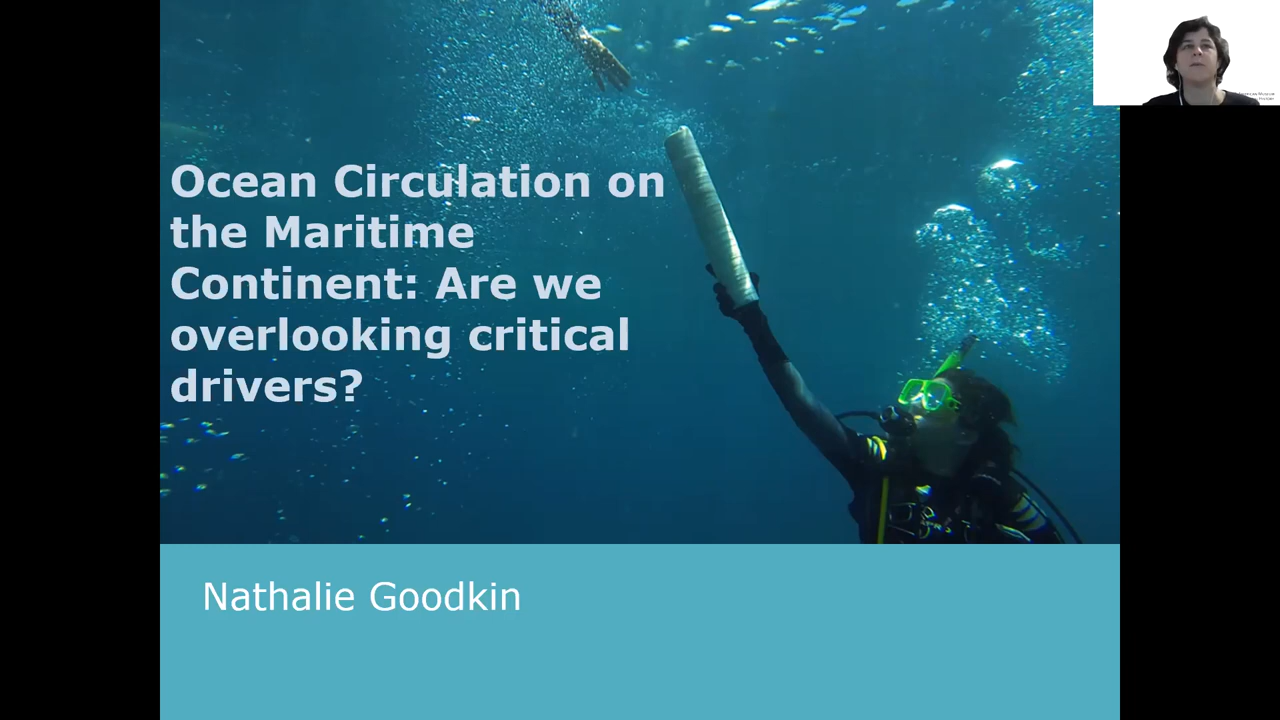 Ocean Circulation on
the Maritime
Continent: Are we
overlooking critical
drivers?
Nathalie Goodkin